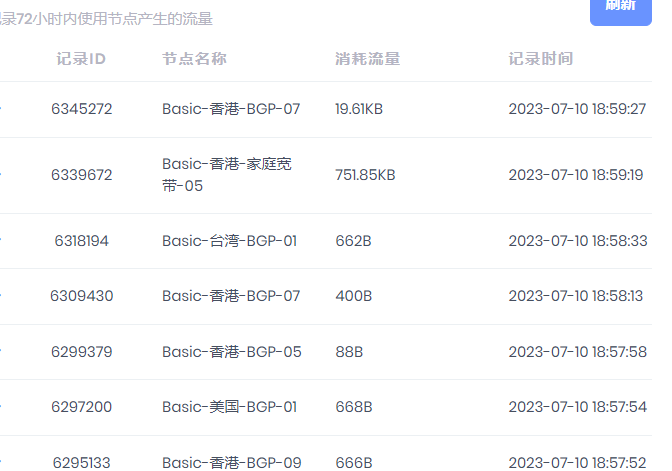 录72小时内使用节点产生的流量
刷新
记录ID 节点名称 消耗流量 记录时间
6345272 Basic-香港-BGP-07 19.61KB 2023-07-10 18:59:27
6339672 Basic-香港-家庭宽 751.85KB 2023-07-10 18:59:19
带-05
6318194 Basic-台湾-BGP-01 662B 2023-07-10 18:58:33
6309430 Basic-香港-BGP-07 400B 2023-07-10 18:58:13
6299379 Basic-香港-BGP-05 88B 2023-07-10 18:57:58
6297200 Basic-美国-BGP-01 668B 2023-07-10 18:57:54
6295133 Basic-香港-BGP-09 666B 2023-07-10 18:57:52